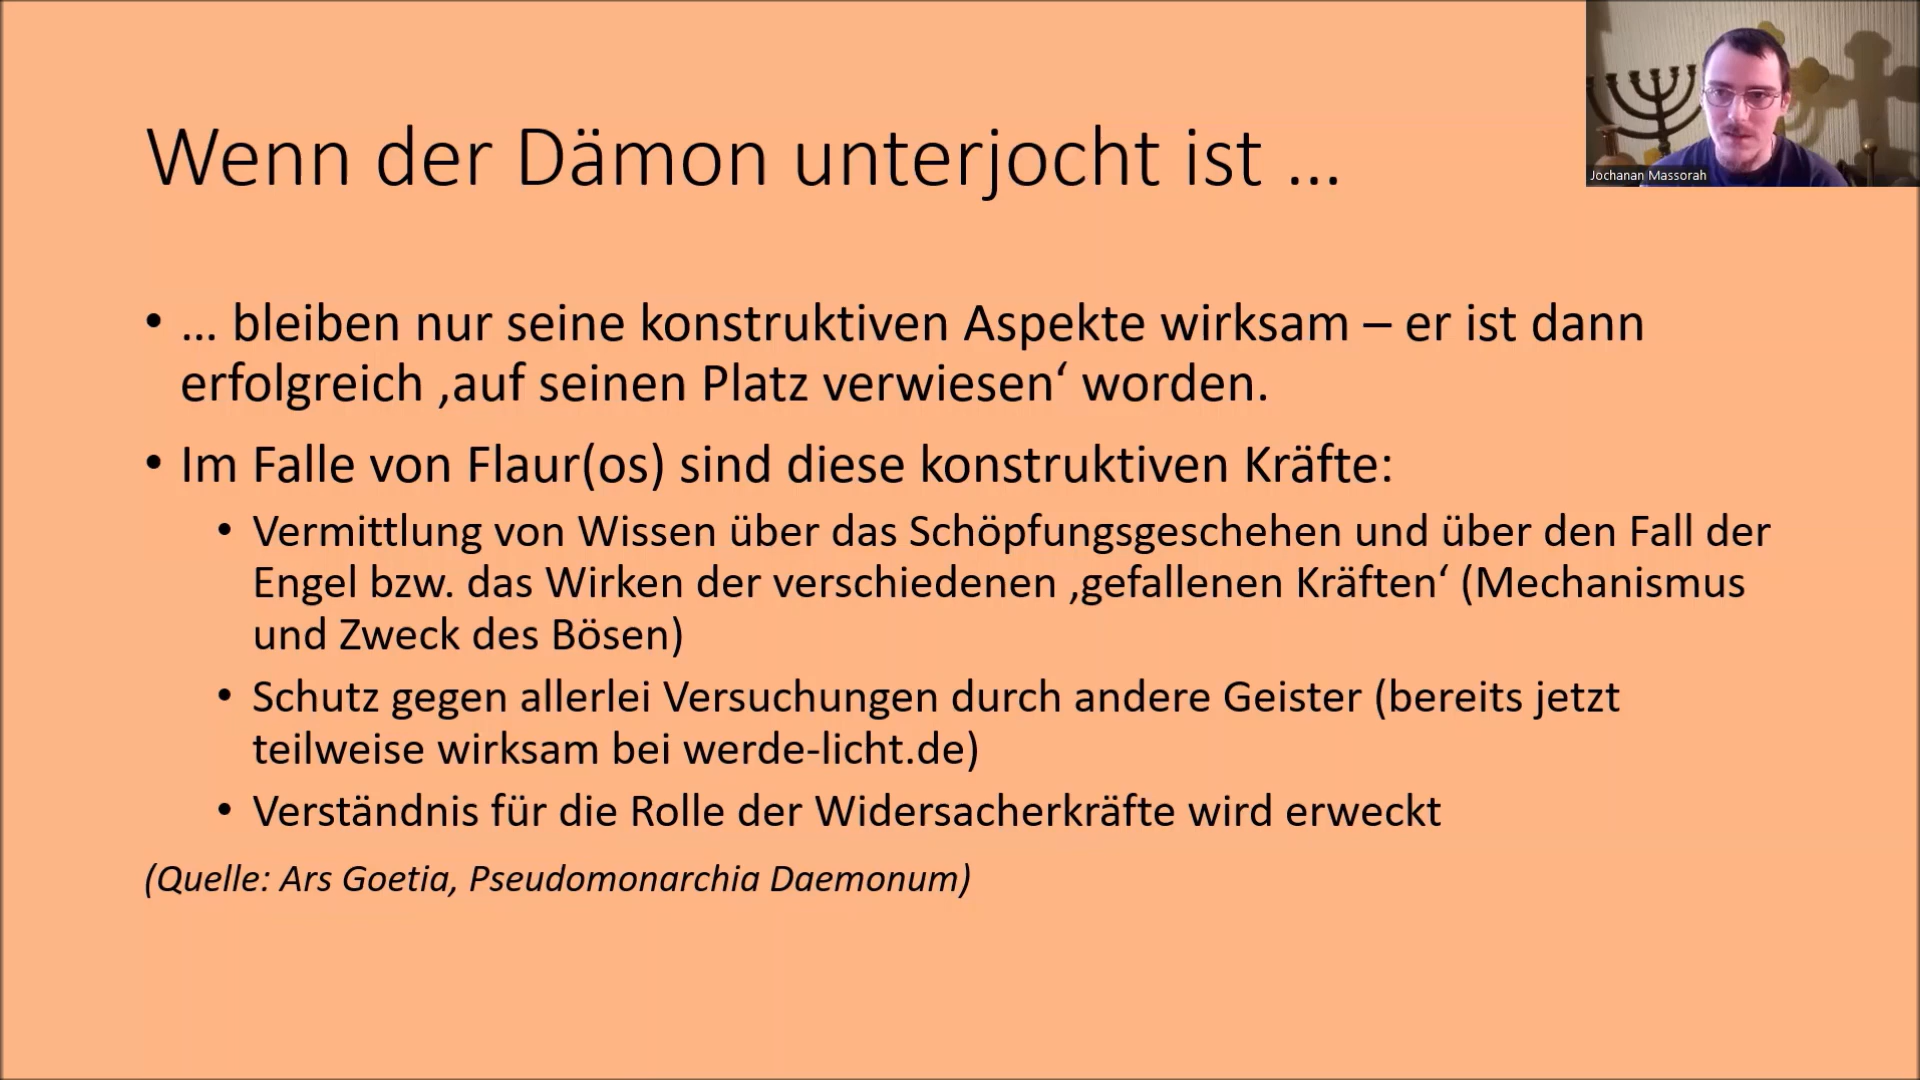 Wenn der Dämon unterjocht ist …
Jochanan Massorah
• … bleiben nur seine konstruktiven Aspekte wirksam – er ist dann
erfolgreich ‚auf seinen Platz verwiesen‘ worden.
• Im Falle von Flaur(os) sind diese konstruktiven Kräfte:
• Vermittlung von Wissen über das Schöpfungsgeschehen und über den Fall der
Engel bzw. das Wirken der verschiedenen ‚gefallenen Kräften‘ (Mechanismus
und Zweck des Bösen)
• Schutz gegen allerlei Versuchungen durch andere Geister (bereits jetzt
teilweise wirksam bei werde-licht.de)
• Verständnis für die Rolle der Widersacherkräfte wird erweckt
(Quelle: Ars Goetia, Pseudomonarchia Daemonum)